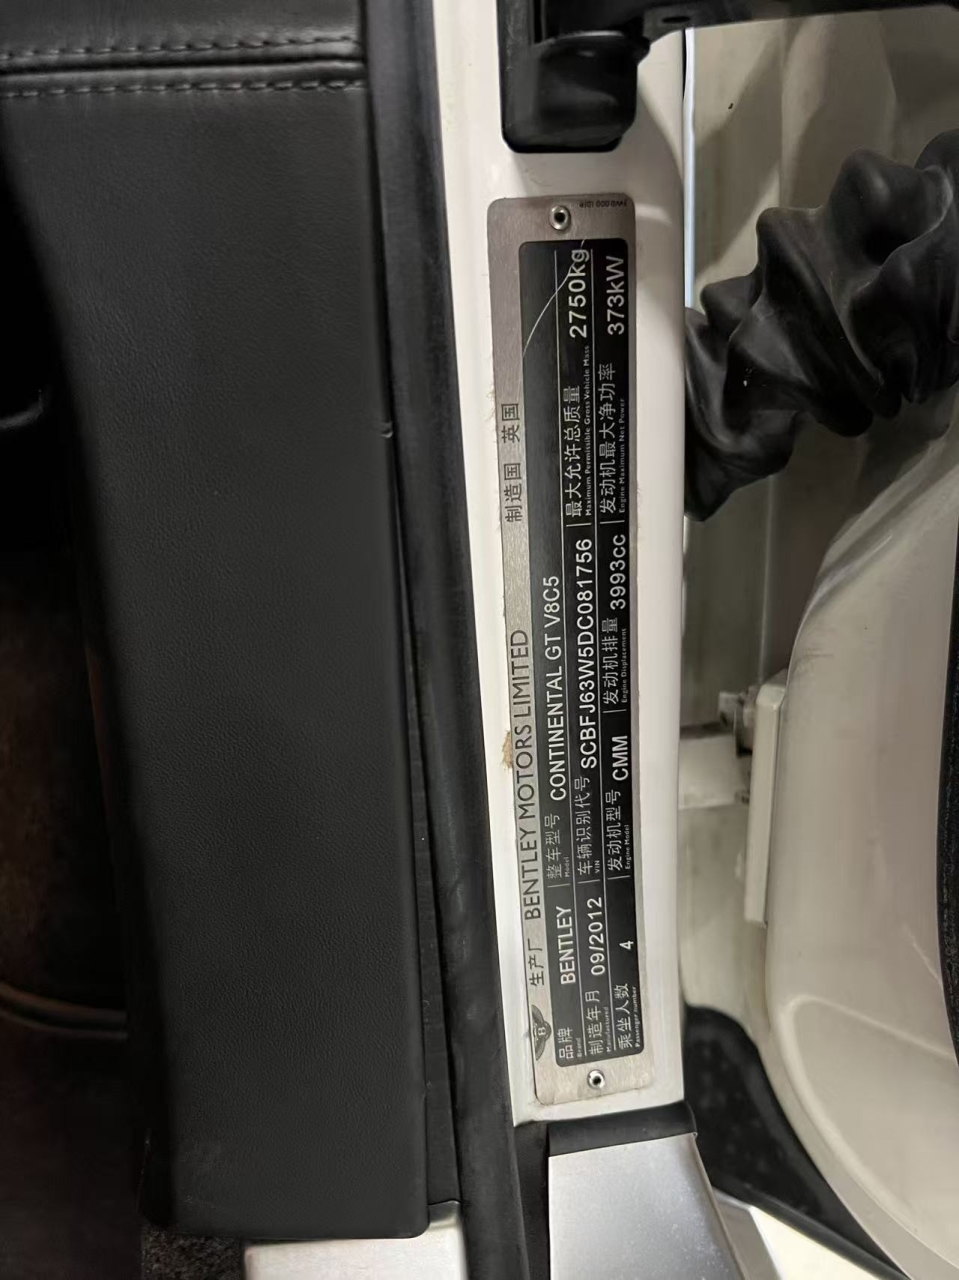 生产厂 BENTLEY MOTORS LIMITED 制造国 英国
品牌 BENTLEY 整车型号 CONTINENTAL GT V8C5
Brand Model
制造年月 09/2012 车辆识别代号 SCBFJ63W5DC081756 最大允许总质量 2750kg
Manufactured VIN Maximum Permissible Gross Vehicle Mass
乘坐人数 4 发动机型号 CMM 发动机排量 3993cc 发动机最大净功率 373kW
Passenger number Engine Model Engine Displacement Engine Maximum Net Power
B